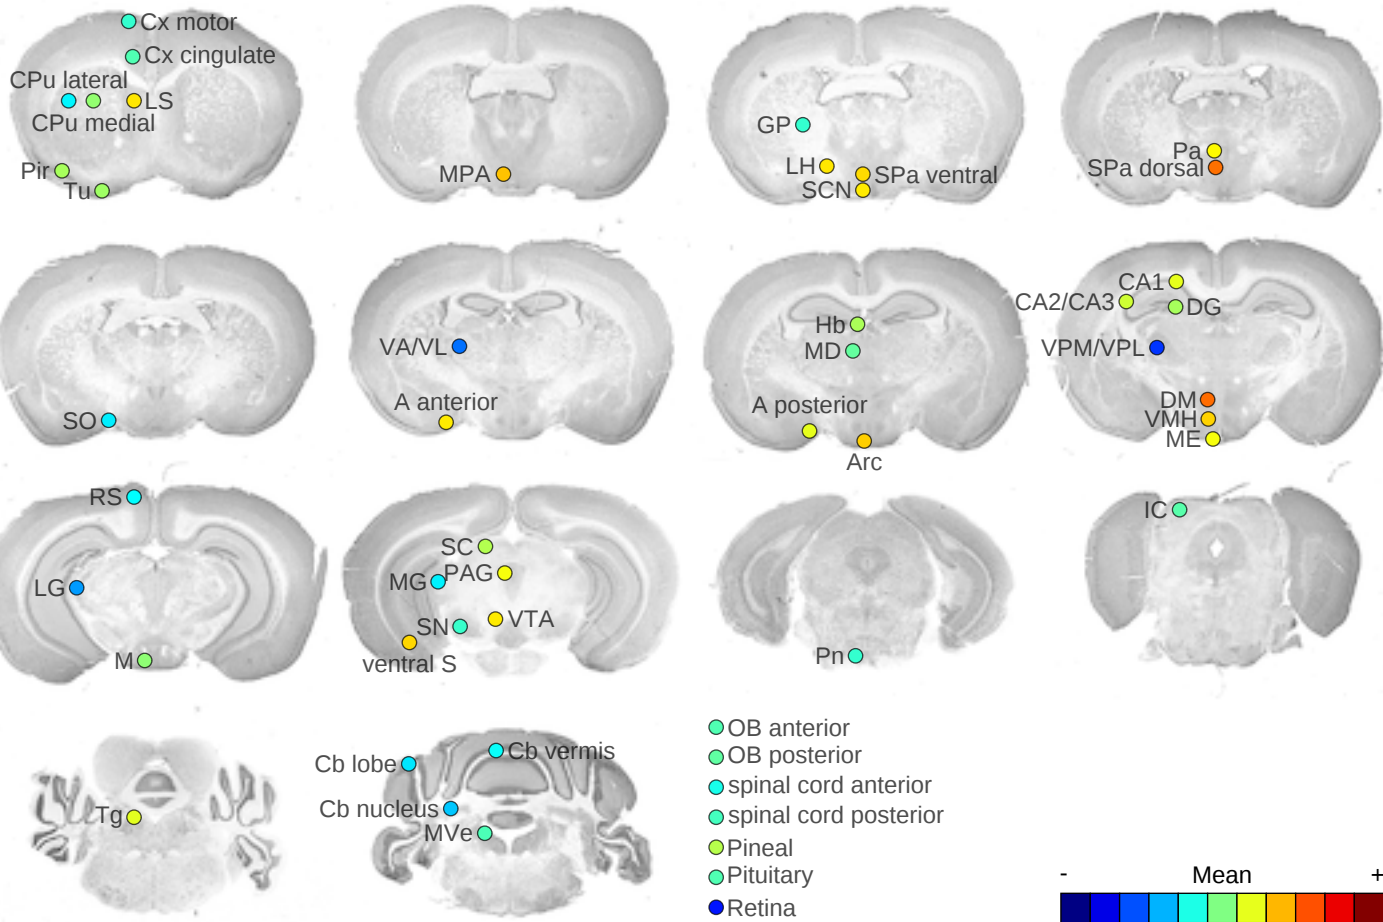 Cx motor
Cx cingulate
CPu lateral
LS
CPu medial
Pir
Tu
MPA
GP
LH
SPa ventral
SCN
Pa
SPa dorsal
SO
VA/VL
A anterior
Hb
MD
A posterior
Arc
CA1
CA2/CA3
DG
VPM/VPL
DM
VMH
ME
RS
LG
M
SC
MG
PAG
SN
VTA
ventral S
Pn
IC
Tg
Cb lobe
Cb vermis
Cb nucleus
MVe
OB anterior
OB posterior
spinal cord anterior
spinal cord posterior
Pineal
Pituitary
Retina
- Mean +